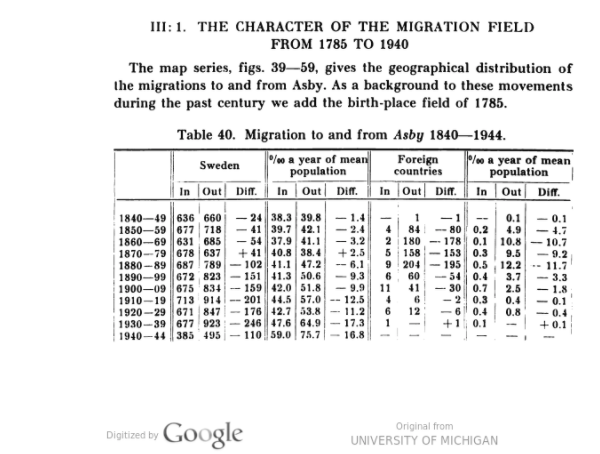 III: 1. THE CHARACTER OF THE MIGRATION FIELD
FROM 1785 TO 1940
The map series, figs. 39—59, gives the geographical distribution of
the migrations to and from Asby. As a background to these movements
during the past century we add the birth-place field of 1785.
Table 40. Migration to and from Asby 1840—1944.
Sweden | ‰ a year of mean population | Foreign countries | ‰ a year of mean population
In | Out | Diff. | In | Out | Diff. | In | Out | Diff. | In | Out | Diff.
1840—49 | 636 | 660 | — 24 | 38.3 | 39.8 | — 1.4 | — | 1 | — 1 | — | 0.1 | — 0.1
1850—59 | 677 | 718 | — 41 | 39.7 | 42.1 | — 2.4 | 4 | 84 | — 80 | 0.2 | 4.9 | — 4.7
1860—69 | 631 | 685 | — 54 | 37.9 | 41.1 | — 3.2 | 2 | 180 | — 178 | 0.1 | 10.8 | — 10.7
1870—79 | 678 | 637 | + 41 | 40.8 | 38.4 | + 2.5 | 5 | 158 | — 153 | 0.3 | 9.5 | — 9.2
1880—89 | 687 | 789 | — 102 | 41.1 | 47.2 | — 6.1 | 9 | 204 | — 195 | 0.5 | 12.2 | — 11.7
1890—99 | 672 | 823 | — 151 | 41.3 | 50.6 | — 9.3 | 6 | 60 | — 54 | 0.4 | 3.7 | — 3.3
1900—09 | 675 | 834 | — 159 | 42.0 | 51.8 | — 9.9 | 11 | 41 | — 30 | 0.7 | 2.5 | — 1.8
1910—19 | 713 | 914 | — 201 | 44.5 | 57.0 | — 12.5 | 4 | 6 | — 2 | 0.3 | 0.4 | — 0.1
1920—29 | 671 | 847 | — 176 | 42.7 | 53.8 | — 11.2 | 6 | 12 | — 6 | 0.4 | 0.8 | — 0.4
1930—39 | 677 | 923 | — 246 | 47.6 | 64.9 | — 17.3 | 1 | — | + 1 | 0.1 | — | + 0.1
1940—44 | 385 | 495 | — 110 | 59.0 | 75.7 | — 16.8 | — | — | — | — | — | —
Digitized by Google
Original from
UNIVERSITY OF MICHIGAN